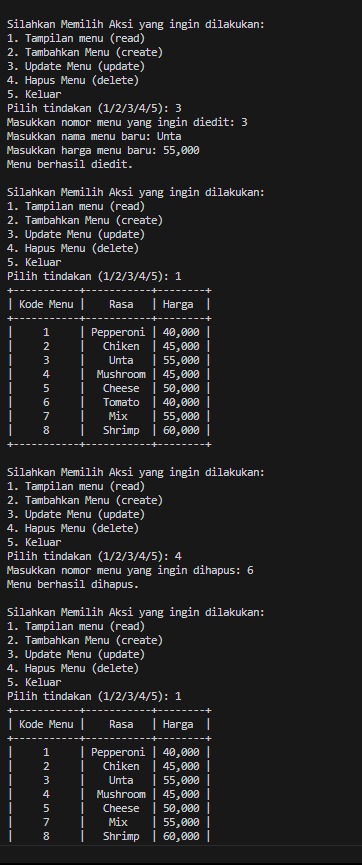 Silahkan Memilih Aksi yang ingin dilakukan:
1. Tampilan menu (read)
2. Tambahkan Menu (create)
3. Update Menu (update)
4. Hapus Menu (delete)
5. Keluar
Pilih tindakan (1/2/3/4/5): 3
Masukkan nomor menu yang ingin diedit: 3
Masukkan nama menu baru: Unta
Masukkan harga menu baru: 55,000
Menu berhasil diedit.

Silahkan Memilih Aksi yang ingin dilakukan:
1. Tampilan menu (read)
2. Tambahkan Menu (create)
3. Update Menu (update)
4. Hapus Menu (delete)
5. Keluar
Pilih tindakan (1/2/3/4/5): 1
+-----------+-----------+--------+
| Kode Menu |    Rasa   | Harga  |
+-----------+-----------+--------+
|     1     | Pepperoni | 40,000 |
|     2     |   Chiken  | 45,000 |
|     3     |    Unta   | 55,000 |
|     4     |  Mushroom | 45,000 |
|     5     |   Cheese  | 50,000 |
|     6     |   Tomato  | 40,000 |
|     7     |    Mix    | 55,000 |
|     8     |   Shrimp  | 60,000 |
+-----------+-----------+--------+

Silahkan Memilih Aksi yang ingin dilakukan:
1. Tampilan menu (read)
2. Tambahkan Menu (create)
3. Update Menu (update)
4. Hapus Menu (delete)
5. Keluar
Pilih tindakan (1/2/3/4/5): 4
Masukkan nomor menu yang ingin dihapus: 6
Menu berhasil dihapus.

Silahkan Memilih Aksi yang ingin dilakukan:
1. Tampilan menu (read)
2. Tambahkan Menu (create)
3. Update Menu (update)
4. Hapus Menu (delete)
5. Keluar
Pilih tindakan (1/2/3/4/5): 1
+-----------+-----------+--------+
| Kode Menu |    Rasa   | Harga  |
+-----------+-----------+--------+
|     1     | Pepperoni | 40,000 |
|     2     |   Chiken  | 45,000 |
|     3     |    Unta   | 55,000 |
|     4     |  Mushroom | 45,000 |
|     5     |   Cheese  | 50,000 |
|     7     |    Mix    | 55,000 |
|     8     |   Shrimp  | 60,000 |